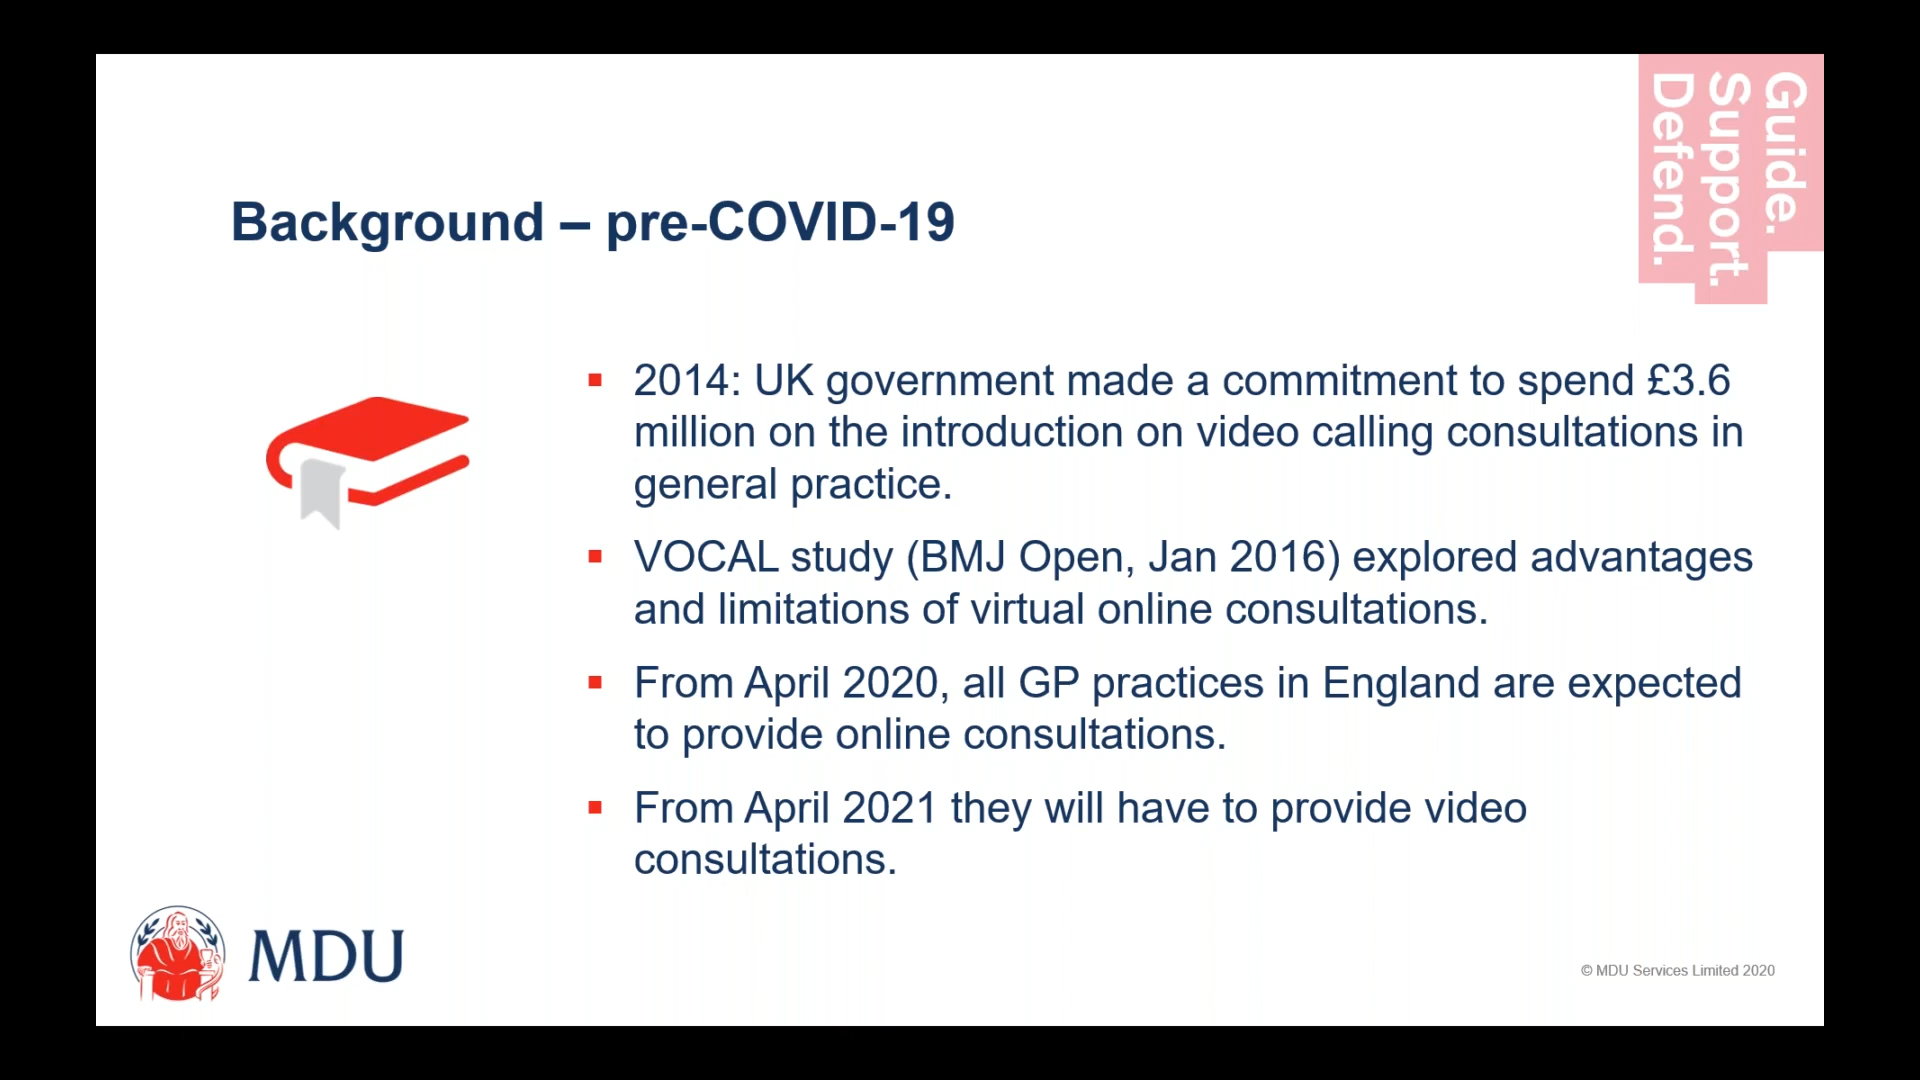 Guide.
Support.
Defend.
Background – pre-COVID-19
2014: UK government made a commitment to spend £3.6
million on the introduction on video calling consultations in
general practice.
VOCAL study (BMJ Open, Jan 2016) explored advantages
and limitations of virtual online consultations.
From April 2020, all GP practices in England are expected
to provide online consultations.
From April 2021 they will have to provide video
consultations.
MDU
© MDU Services Limited 2020